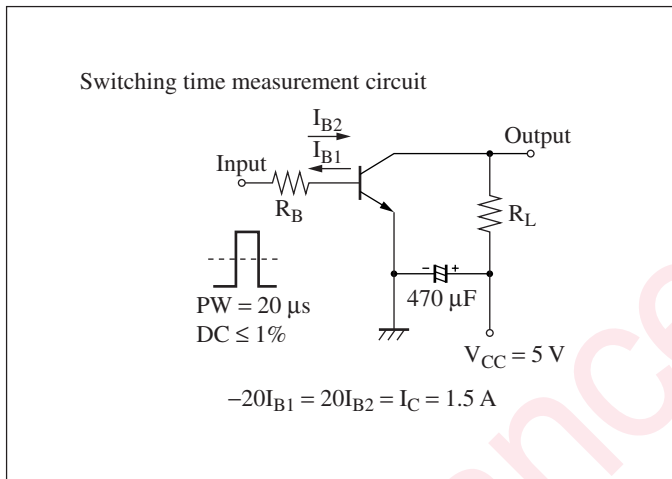 Switching time measurement circuit
I_B2
I_B1
Input
Output
R_B
R_L
PW = 20 μs
DC ≤ 1%
- +
470 μF
V_CC = 5 V
−20I_B1 = 20I_B2 = I_C = 1.5 A